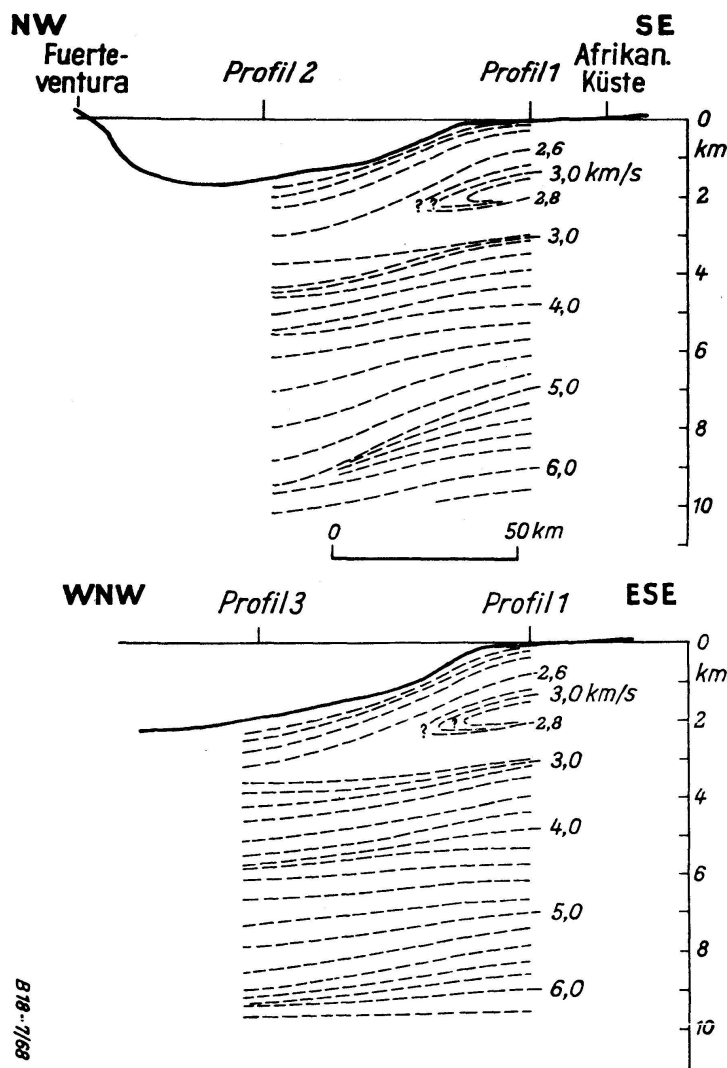 NW
SE
Fuerte-
ventura
Profil 2
Profil 1
Afrikan.
Küste
0
km
2
4
6
8
10
2,6
3,0 km/s
? ?
2,8
3,0
4,0
5,0
6,0
0
50 km
WNW
Profil 3
Profil 1
ESE
0
km
2
4
6
8
10
2,6
3,0 km/s
? ?
2,8
3,0
4,0
5,0
6,0
B18-7/68